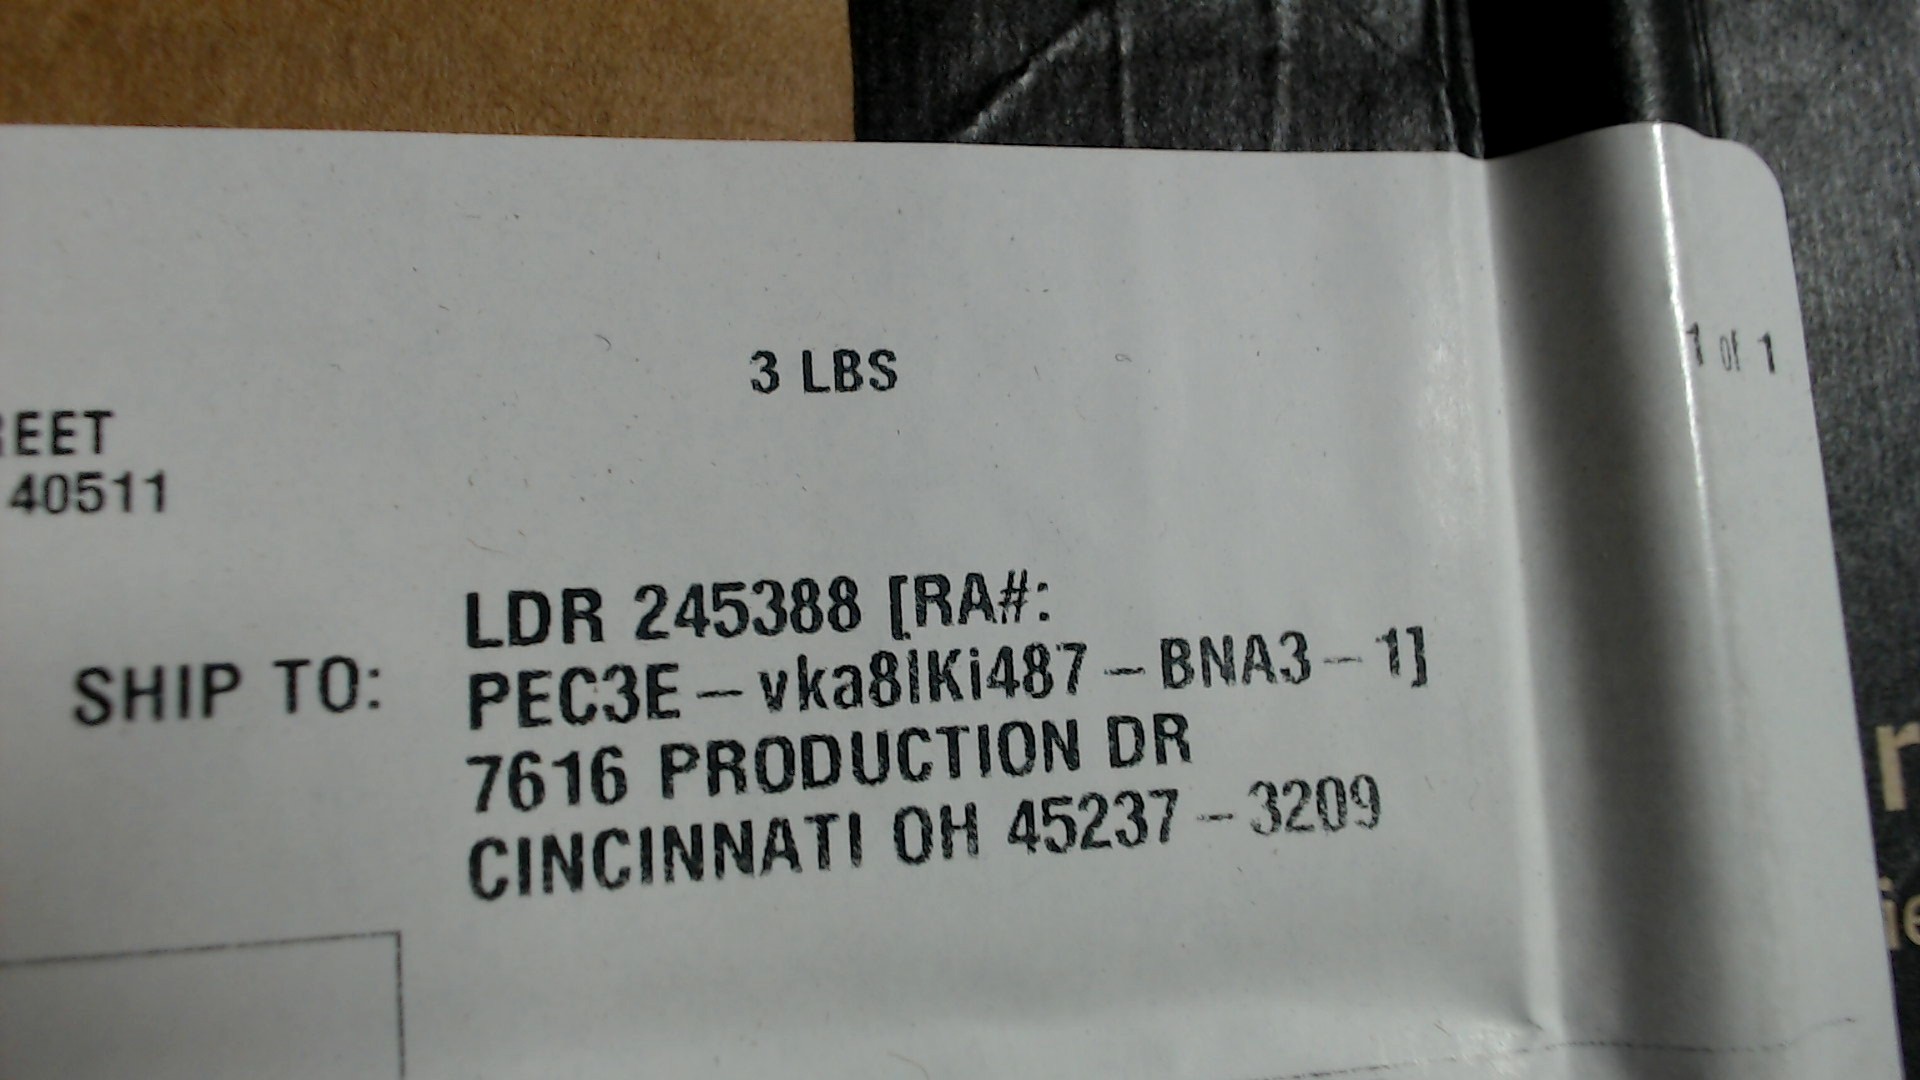 3 LBS
1 of 1
REET
40511
SHIP TO:
LDR 245388 [RA#:
PEC3E-vka8lKi487-BNA3-1]
7616 PRODUCTION DR
CINCINNATI OH 45237-3209